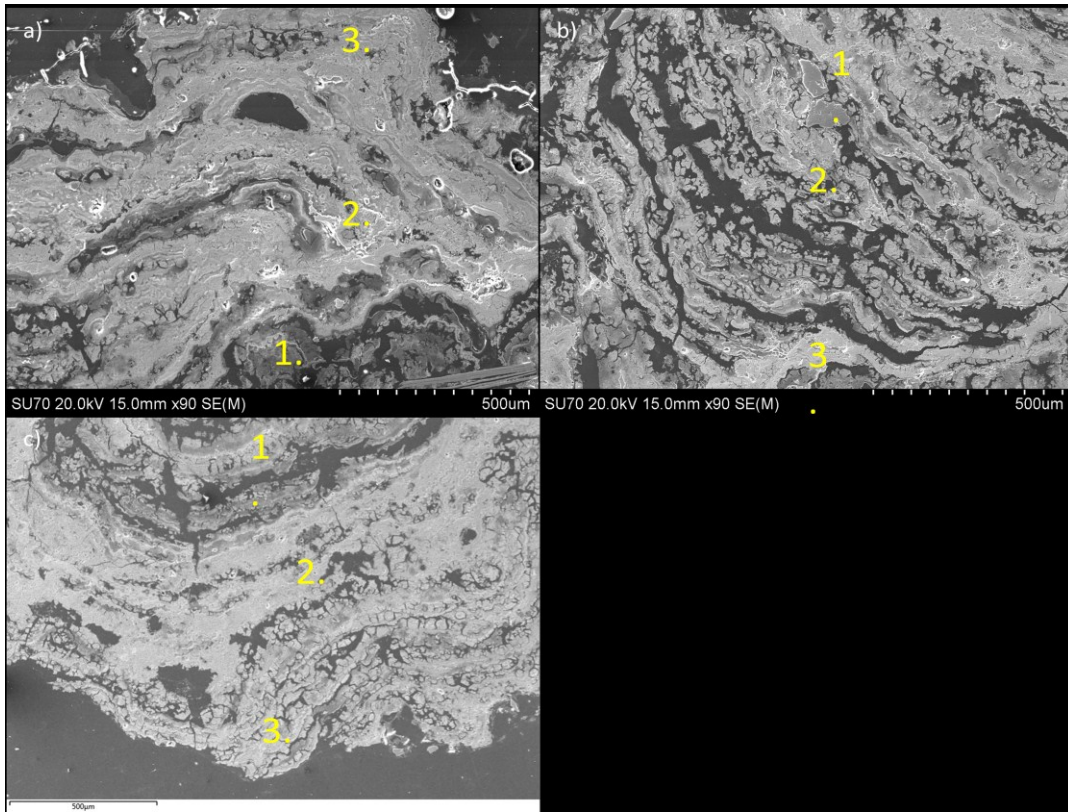 a)
3.
2.
1.
SU70 20.0kV 15.0mm x90 SE(M) 500um
b)
1
.
2.
3
SU70 20.0kV 15.0mm x90 SE(M) 500um
.
c)
1
.
2.
3.
500µm